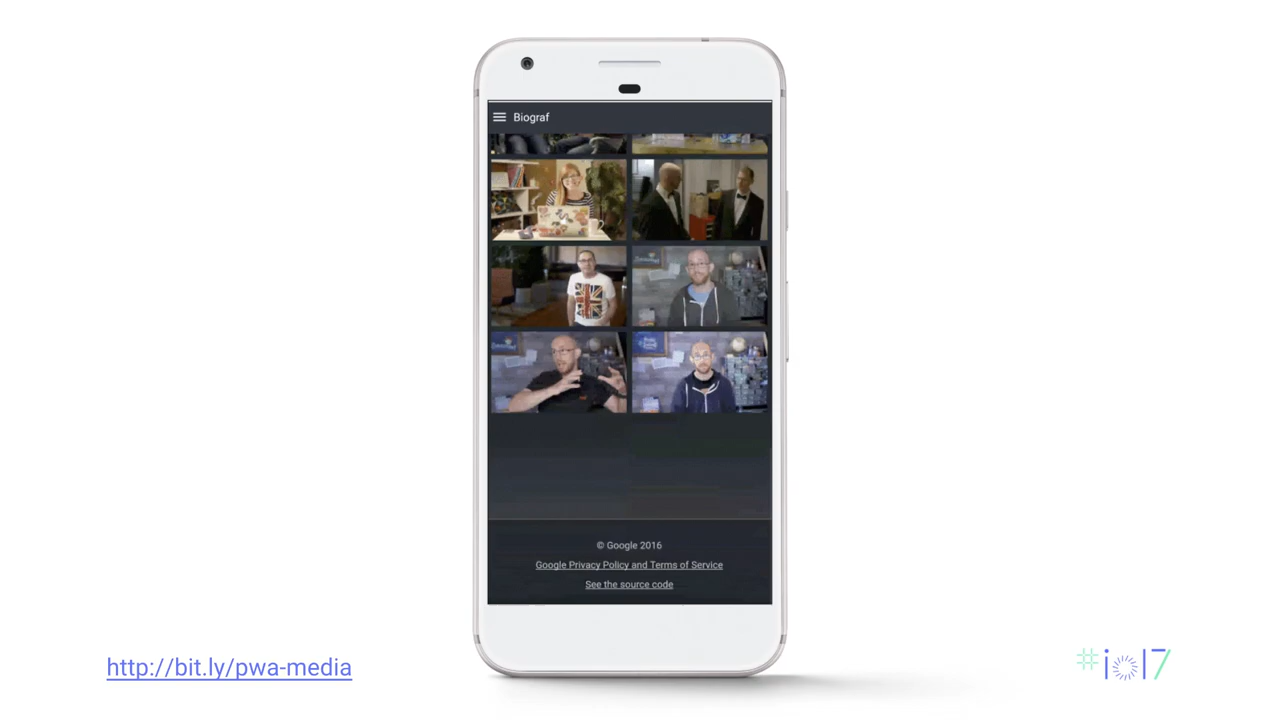 Biograf
© Google 2016
Google Privacy Policy and Terms of Service
See the source code
http://bit.ly/pwa-media
#io17